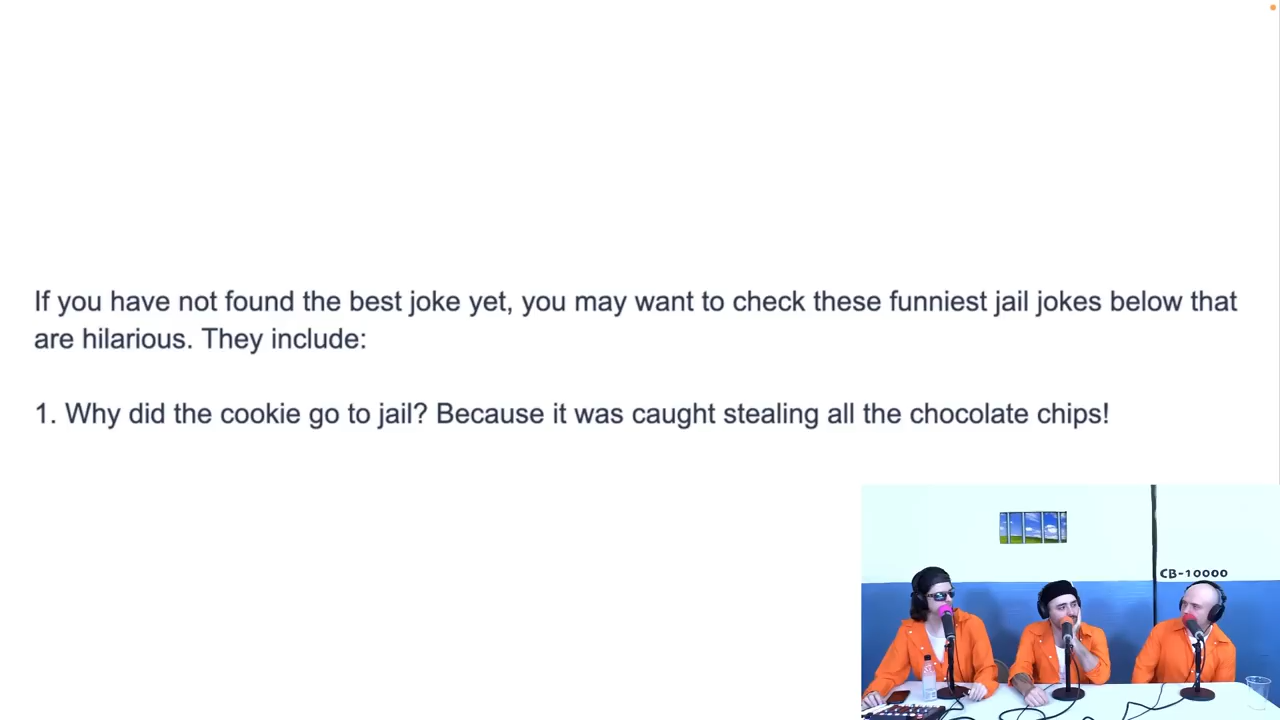 If you have not found the best joke yet, you may want to check these funniest jail jokes below that
are hilarious. They include:
1. Why did the cookie go to jail? Because it was caught stealing all the chocolate chips!
CB-10000